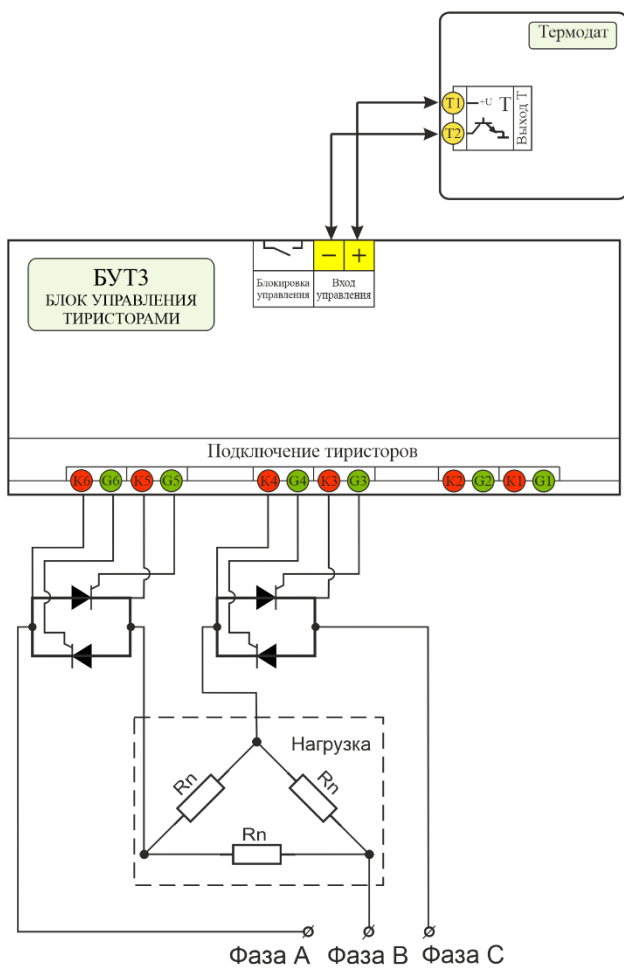 Термодат
T1
+U
T
T2
Выход Т
БУТ3
БЛОК УПРАВЛЕНИЯ
ТИРИСТОРАМИ
− +
Блокировка
управления
Вход
управления
Подключение тиристоров
K6 G6 K5 G5 K4 G4 K3 G3 K2 G2 K1 G1
Нагрузка
Rn
Rn
Rn
Фаза A Фаза B Фаза C